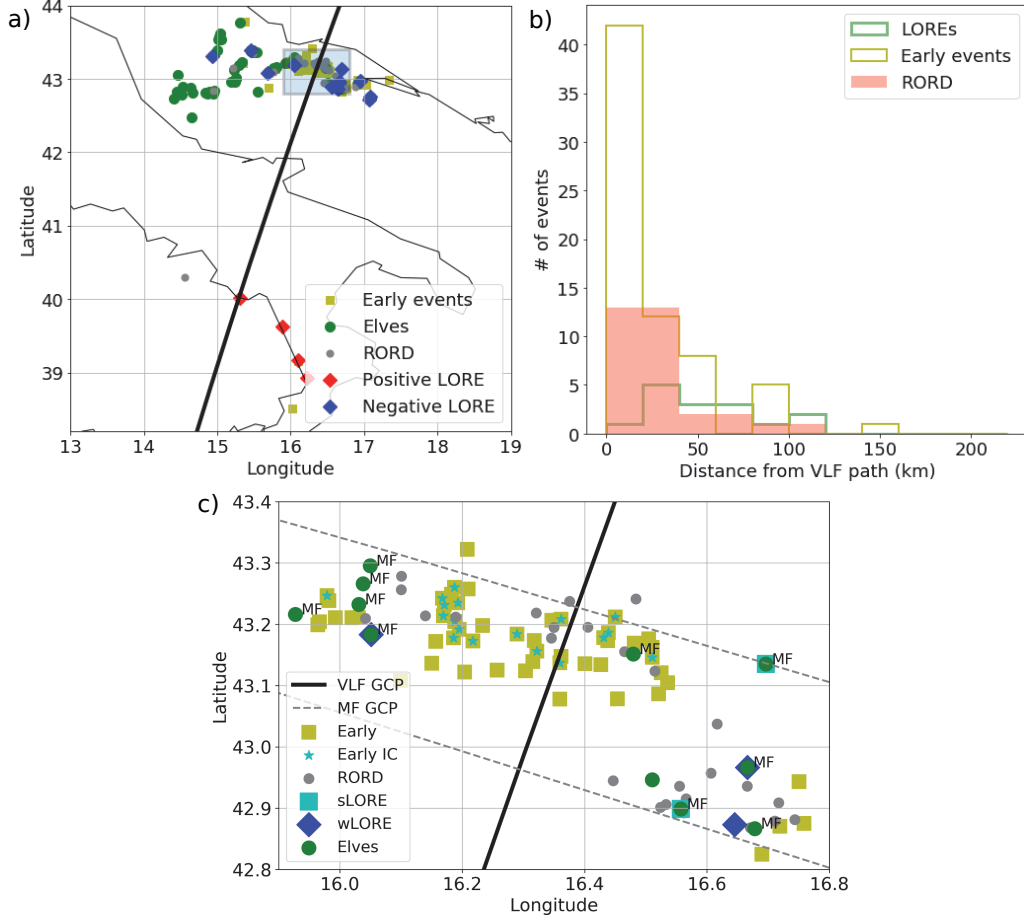 a)
44
43
42
41
40
39
Latitude
13
14
15
16
17
18
19
Longitude
Early events
Elves
RORD
Positive LORE
Negative LORE
b)
40
35
30
25
20
15
10
5
0
# of events
0
50
100
150
200
Distance from VLF path (km)
LOREs
Early events
RORD
c)
43.4
43.3
43.2
43.1
43.0
42.9
42.8
Latitude
16.0
16.2
16.4
16.6
16.8
Longitude
MF
MF
MF
MF
MF
MF
MF
MF
MF
MF
VLF GCP
MF GCP
Early
Early IC
RORD
sLORE
wLORE
Elves